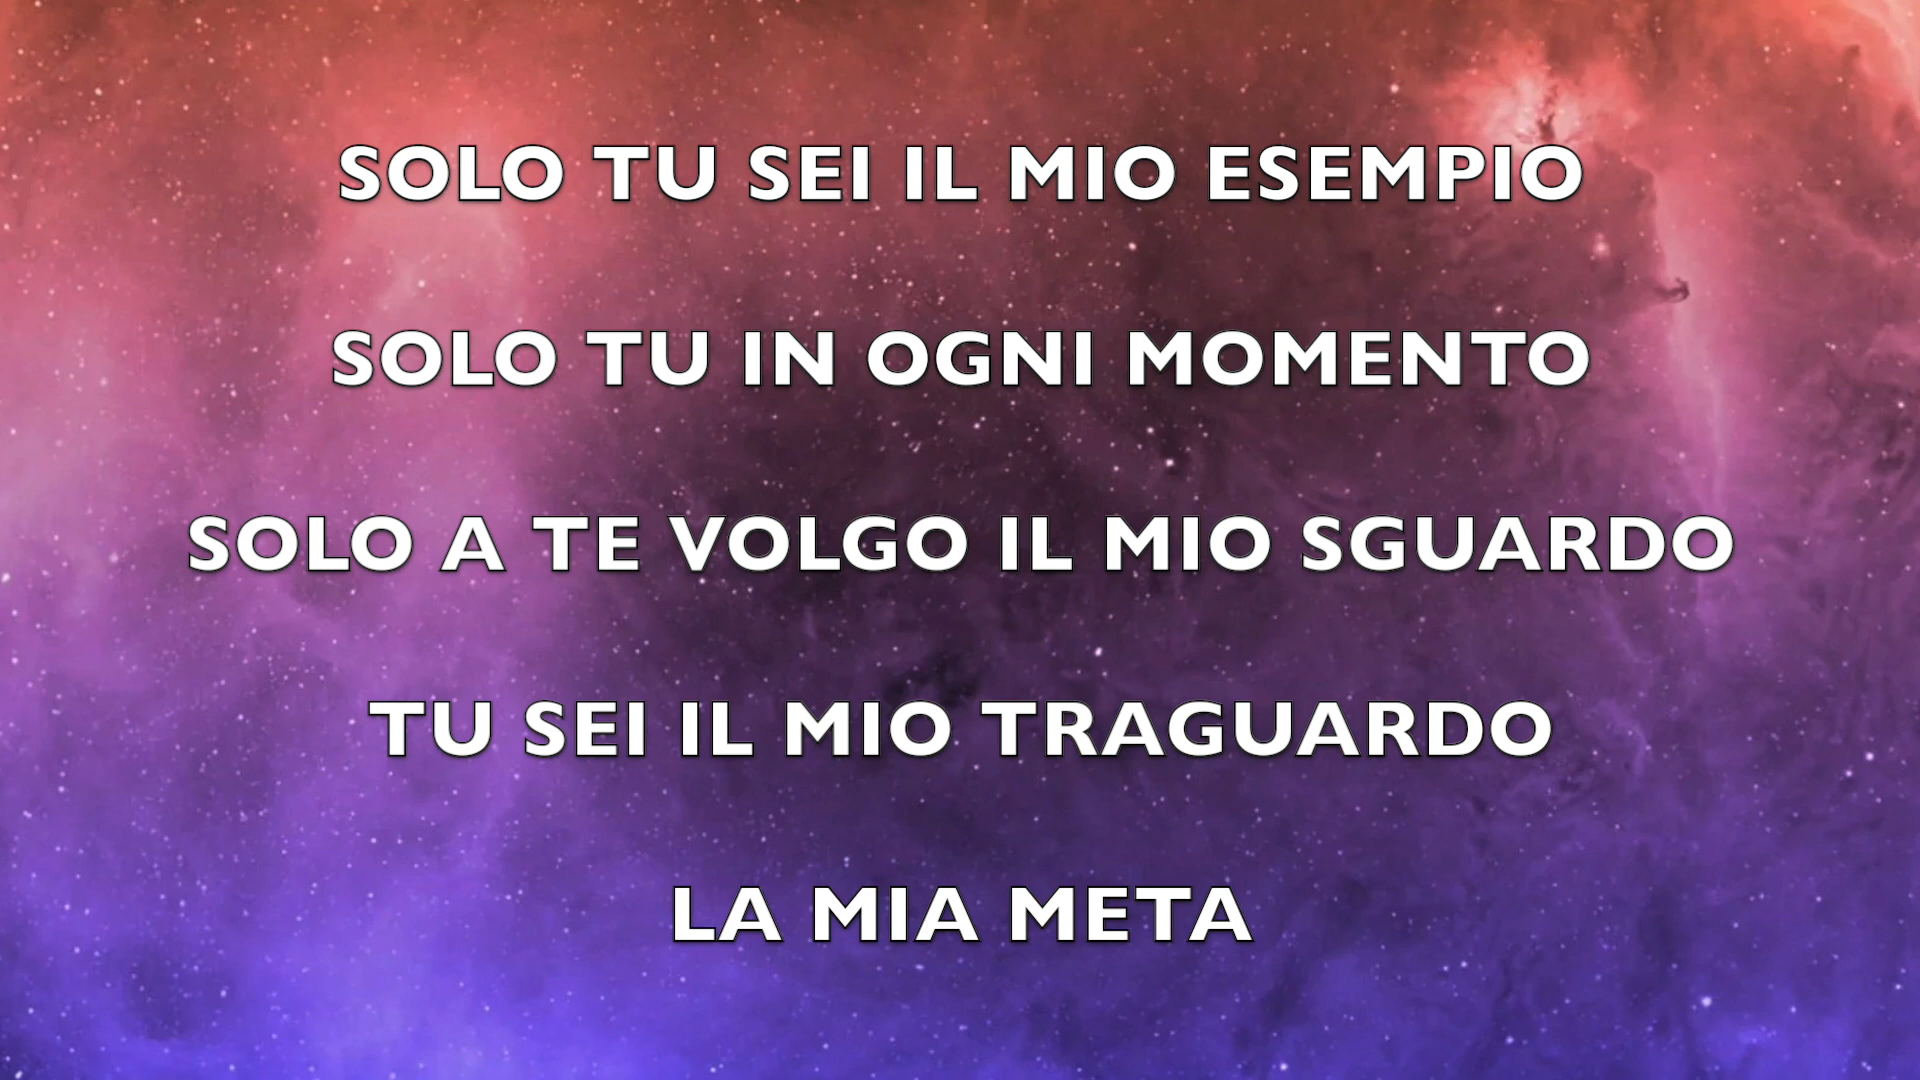 SOLO TU SEI IL MIO ESEMPIO
SOLO TU IN OGNI MOMENTO
SOLO A TE VOLGO IL MIO SGUARDO
TU SEI IL MIO TRAGUARDO
LA MIA META